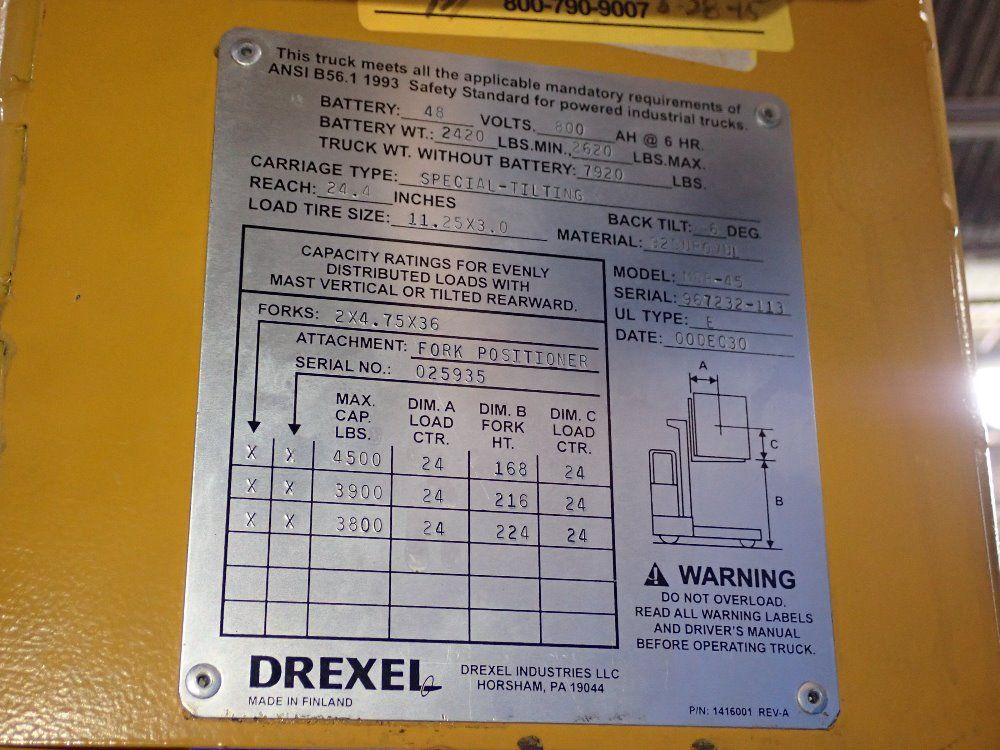 800-790-9007
This truck meets all the applicable mandatory requirements of
ANSI B56.1 1993 Safety Standard for powered industrial trucks.
BATTERY: 48 VOLTS. 800 AH @ 6 HR.
BATTERY WT.: 2420 LBS.MIN., 2620 LBS.MAX.
TRUCK WT. WITHOUT BATTERY: 7920 LBS.
CARRIAGE TYPE: SPECIAL-TILTING
REACH: 24.4 INCHES BACK TILT: 6 DEG.
LOAD TIRE SIZE: 11.25X3.0 MATERIAL:
CAPACITY RATINGS FOR EVENLY
DISTRIBUTED LOADS WITH
MAST VERTICAL OR TILTED REARWARD.
FORKS: 2X4.75X36
ATTACHMENT: FORK POSITIONER
SERIAL NO.: 025935
MODEL:
SERIAL: 967232-113
UL TYPE: E
DATE: 00DEC30
MAX. CAP. LBS. DIM. A LOAD CTR. DIM. B FORK HT. DIM. C LOAD CTR.
X X 4500 24 168 24
X X 3900 24 216 24
X X 3800 24 224 24
A
C
B
WARNING
DO NOT OVERLOAD.
READ ALL WARNING LABELS
AND DRIVER'S MANUAL
BEFORE OPERATING TRUCK.
DREXEL
MADE IN FINLAND
DREXEL INDUSTRIES LLC
HORSHAM, PA 19044
P/N: 1416001 REV-A